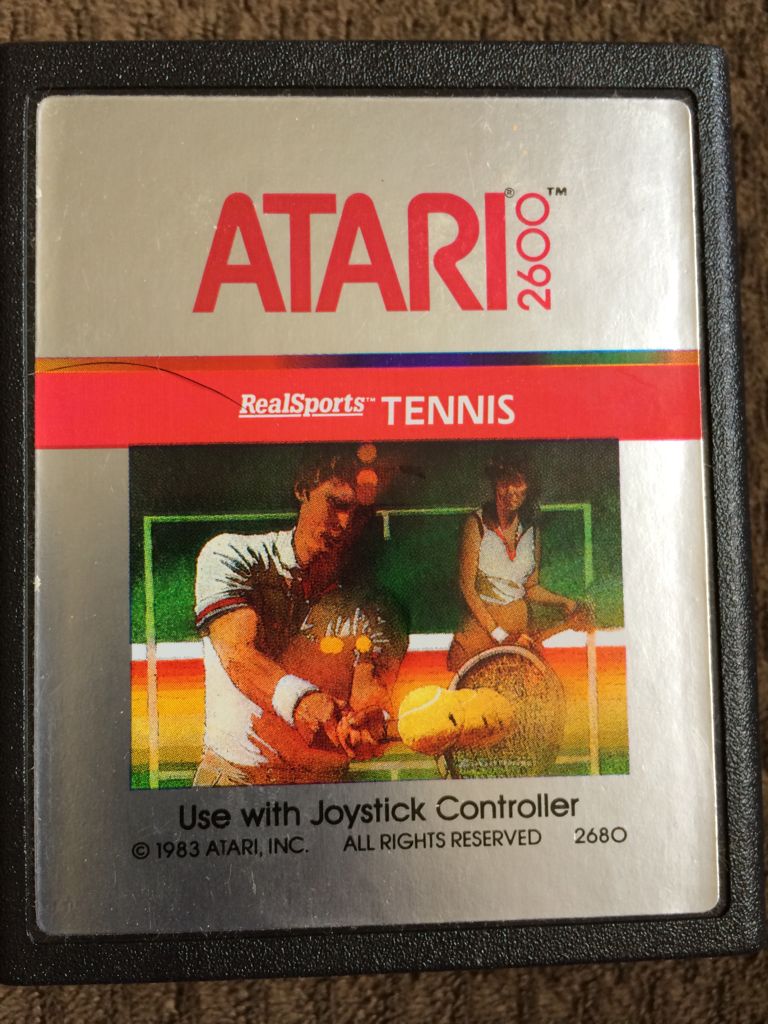 ATARI® 2600™
RealSports™ TENNIS
Use with Joystick Controller
© 1983 ATARI, INC. ALL RIGHTS RESERVED 2680